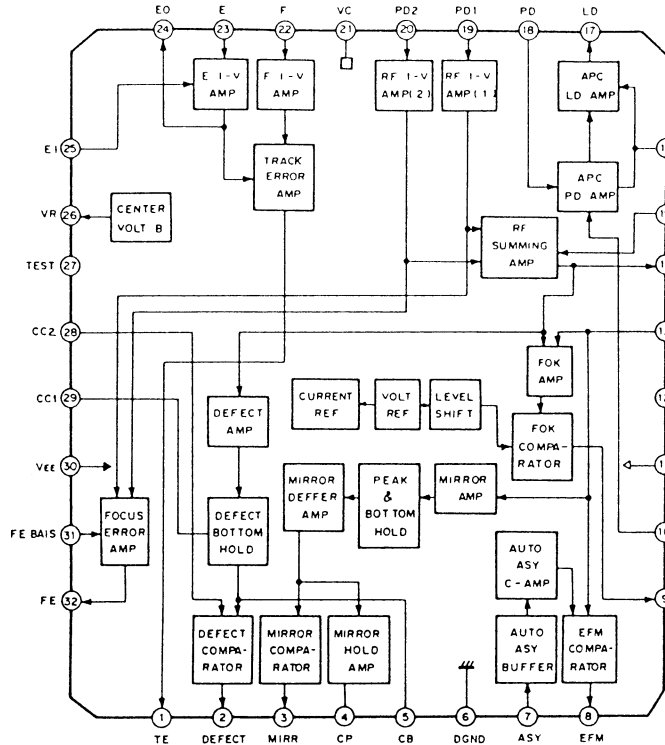 EO E F VC PD2 PD1 PD LD
24 23 22 21 20 19 18 17
E I-V
AMP
F I-V
AMP
RF I-V
AMP(2)
RF I-V
AMP(1)
APC
LD AMP
EI 25
TRACK
ERROR
AMP
APC
PD AMP
VR 26
CENTER
VOLT B
RF
SUMMING
AMP
TEST 27
CC2 28
FOK
AMP
CC1 29
DEFECT
AMP
CURRENT
REF
VOLT
REF
LEVEL
SHIFT
FOK
COMPA-
RATOR
VEE 30
MIRROR
DEFFER
AMP
PEAK
&
BOTTOM
HOLD
MIRROR
AMP
FE BAIS 31
FOCUS
ERROR
AMP
DEFECT
BOTTOM
HOLD
AUTO
ASY
C-AMP
FE 32
9
DEFECT
COMPA-
RATOR
MIRROR
COMPA-
RATOR
MIRROR
HOLD
AMP
AUTO
ASY
BUFFER
EFM
COMPA-
RATOR
1 2 3 4 5 6 7 8
TE DEFECT MIRR CP CB DGND ASY EFM